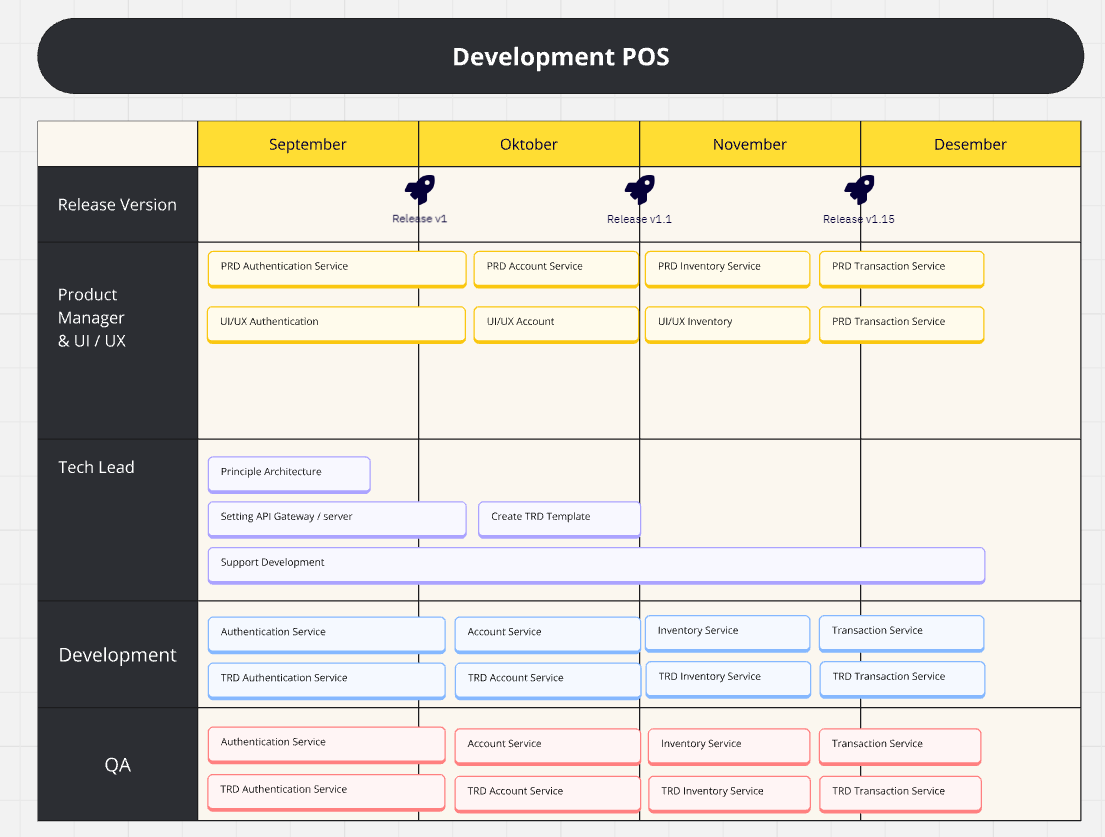 Development POS
September
Oktober
November
Desember
Release Version
Release v1
Release v1.1
Release v1.15
Product
Manager
& UI / UX
PRD Authentication Service
PRD Account Service
PRD Inventory Service
PRD Transaction Service
UI/UX Authentication
UI/UX Account
UI/UX Inventory
PRD Transaction Service
Tech Lead
Principle Architecture
Setting API Gateway / server
Create TRD Template
Support Development
Development
Authentication Service
Account Service
Inventory Service
Transaction Service
TRD Authentication Service
TRD Account Service
TRD Inventory Service
TRD Transaction Service
QA
Authentication Service
Account Service
Inventory Service
Transaction Service
TRD Authentication Service
TRD Account Service
TRD Inventory Service
TRD Transaction Service